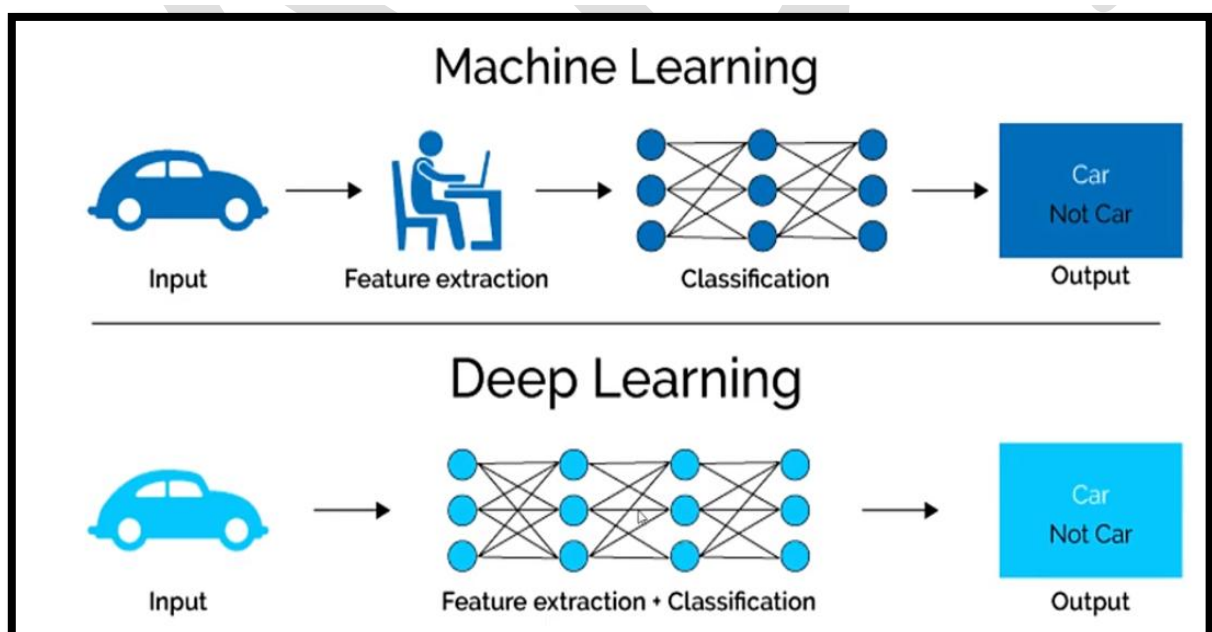 Machine Learning
Car
Not Car
Input
Feature extraction
Classification
Output
Deep Learning
Car
Not Car
Input
Feature extraction + Classification
Output